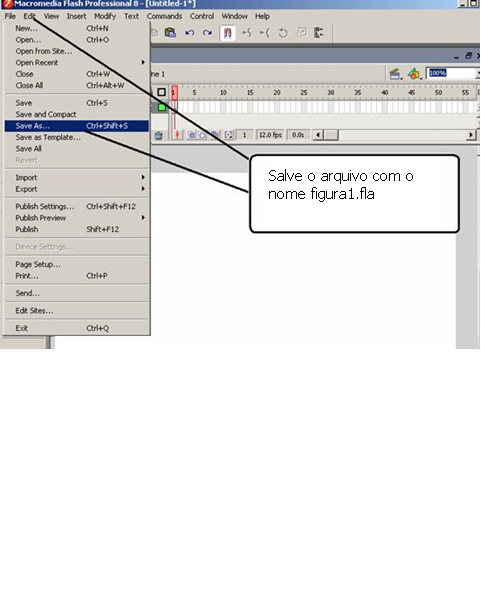 Macromedia Flash Professional 8 - [Untitled-1*]
File Edit View Insert Modify Text Commands Control Window Help
New... Ctrl+N
Open... Ctrl+O
Open from Site...
Open Recent
Close Ctrl+W
Close All Ctrl+Alt+W
Save Ctrl+S
Save and Compact
Save As... Ctrl+Shift+S
Save as Template...
Save All
Revert
Import
Export
Publish Settings... Ctrl+Shift+F12
Publish Preview
Publish Shift+F12
Device Settings...
Page Setup...
Print... Ctrl+P
Send...
Edit Sites...
Exit Ctrl+Q
ne 1
100%
1 5 10 15 20 25 30 35 40 45 50 55
1 12.0 fps 0.0s
Salve o arquivo com o
nome figura1.fla